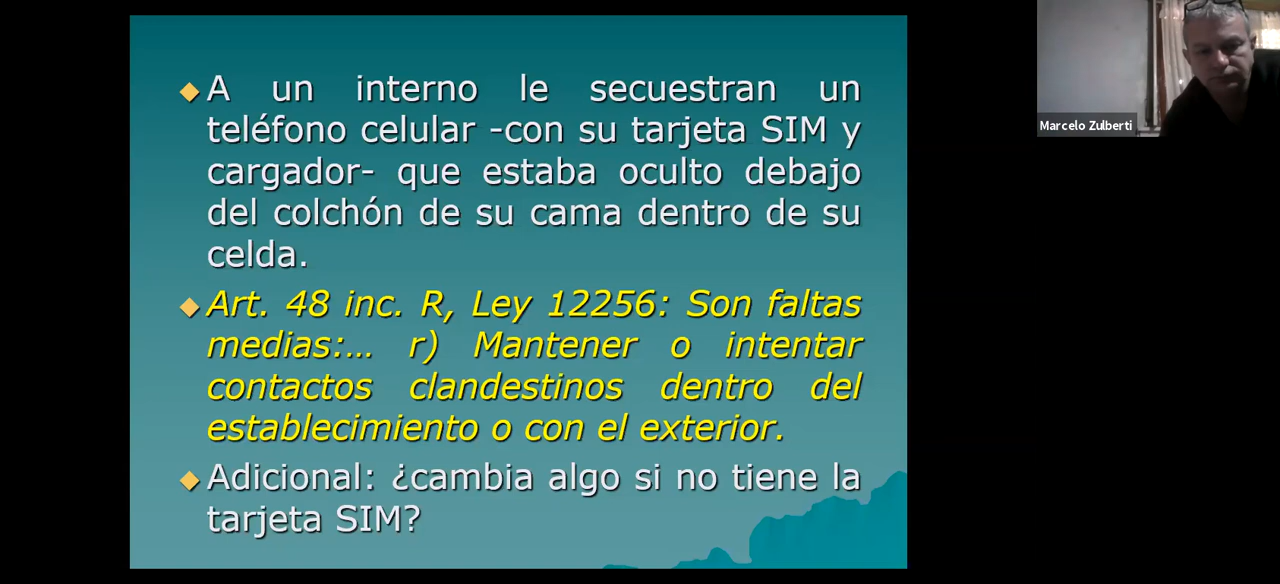 A un interno le secuestran un
teléfono celular -con su tarjeta SIM y
cargador- que estaba oculto debajo
del colchón de su cama dentro de su
celda.
Art. 48 inc. R, Ley 12256: Son faltas
medias:... r) Mantener o intentar
contactos clandestinos dentro del
establecimiento o con el exterior.
Adicional: ¿cambia algo si no tiene la
tarjeta SIM?
Marcelo Zulberti